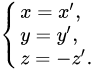 x = x′,
y = y′,
z = −z′.